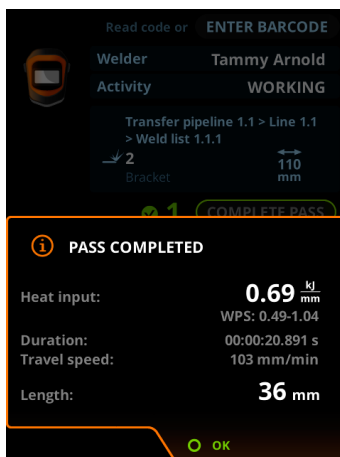 Read code or ENTER BARCODE
Welder Tammy Arnold
Activity WORKING
Transfer pipeline 1.1 > Line 1.1
> Weld list 1.1.1
2 110
Bracket mm
1 COMPLETE PASS
PASS COMPLETED
Heat input: 0.69 kJ/mm
WPS: 0.49-1.04
Duration: 00:00:20.891 s
Travel speed: 103 mm/min
Length: 36 mm
OK